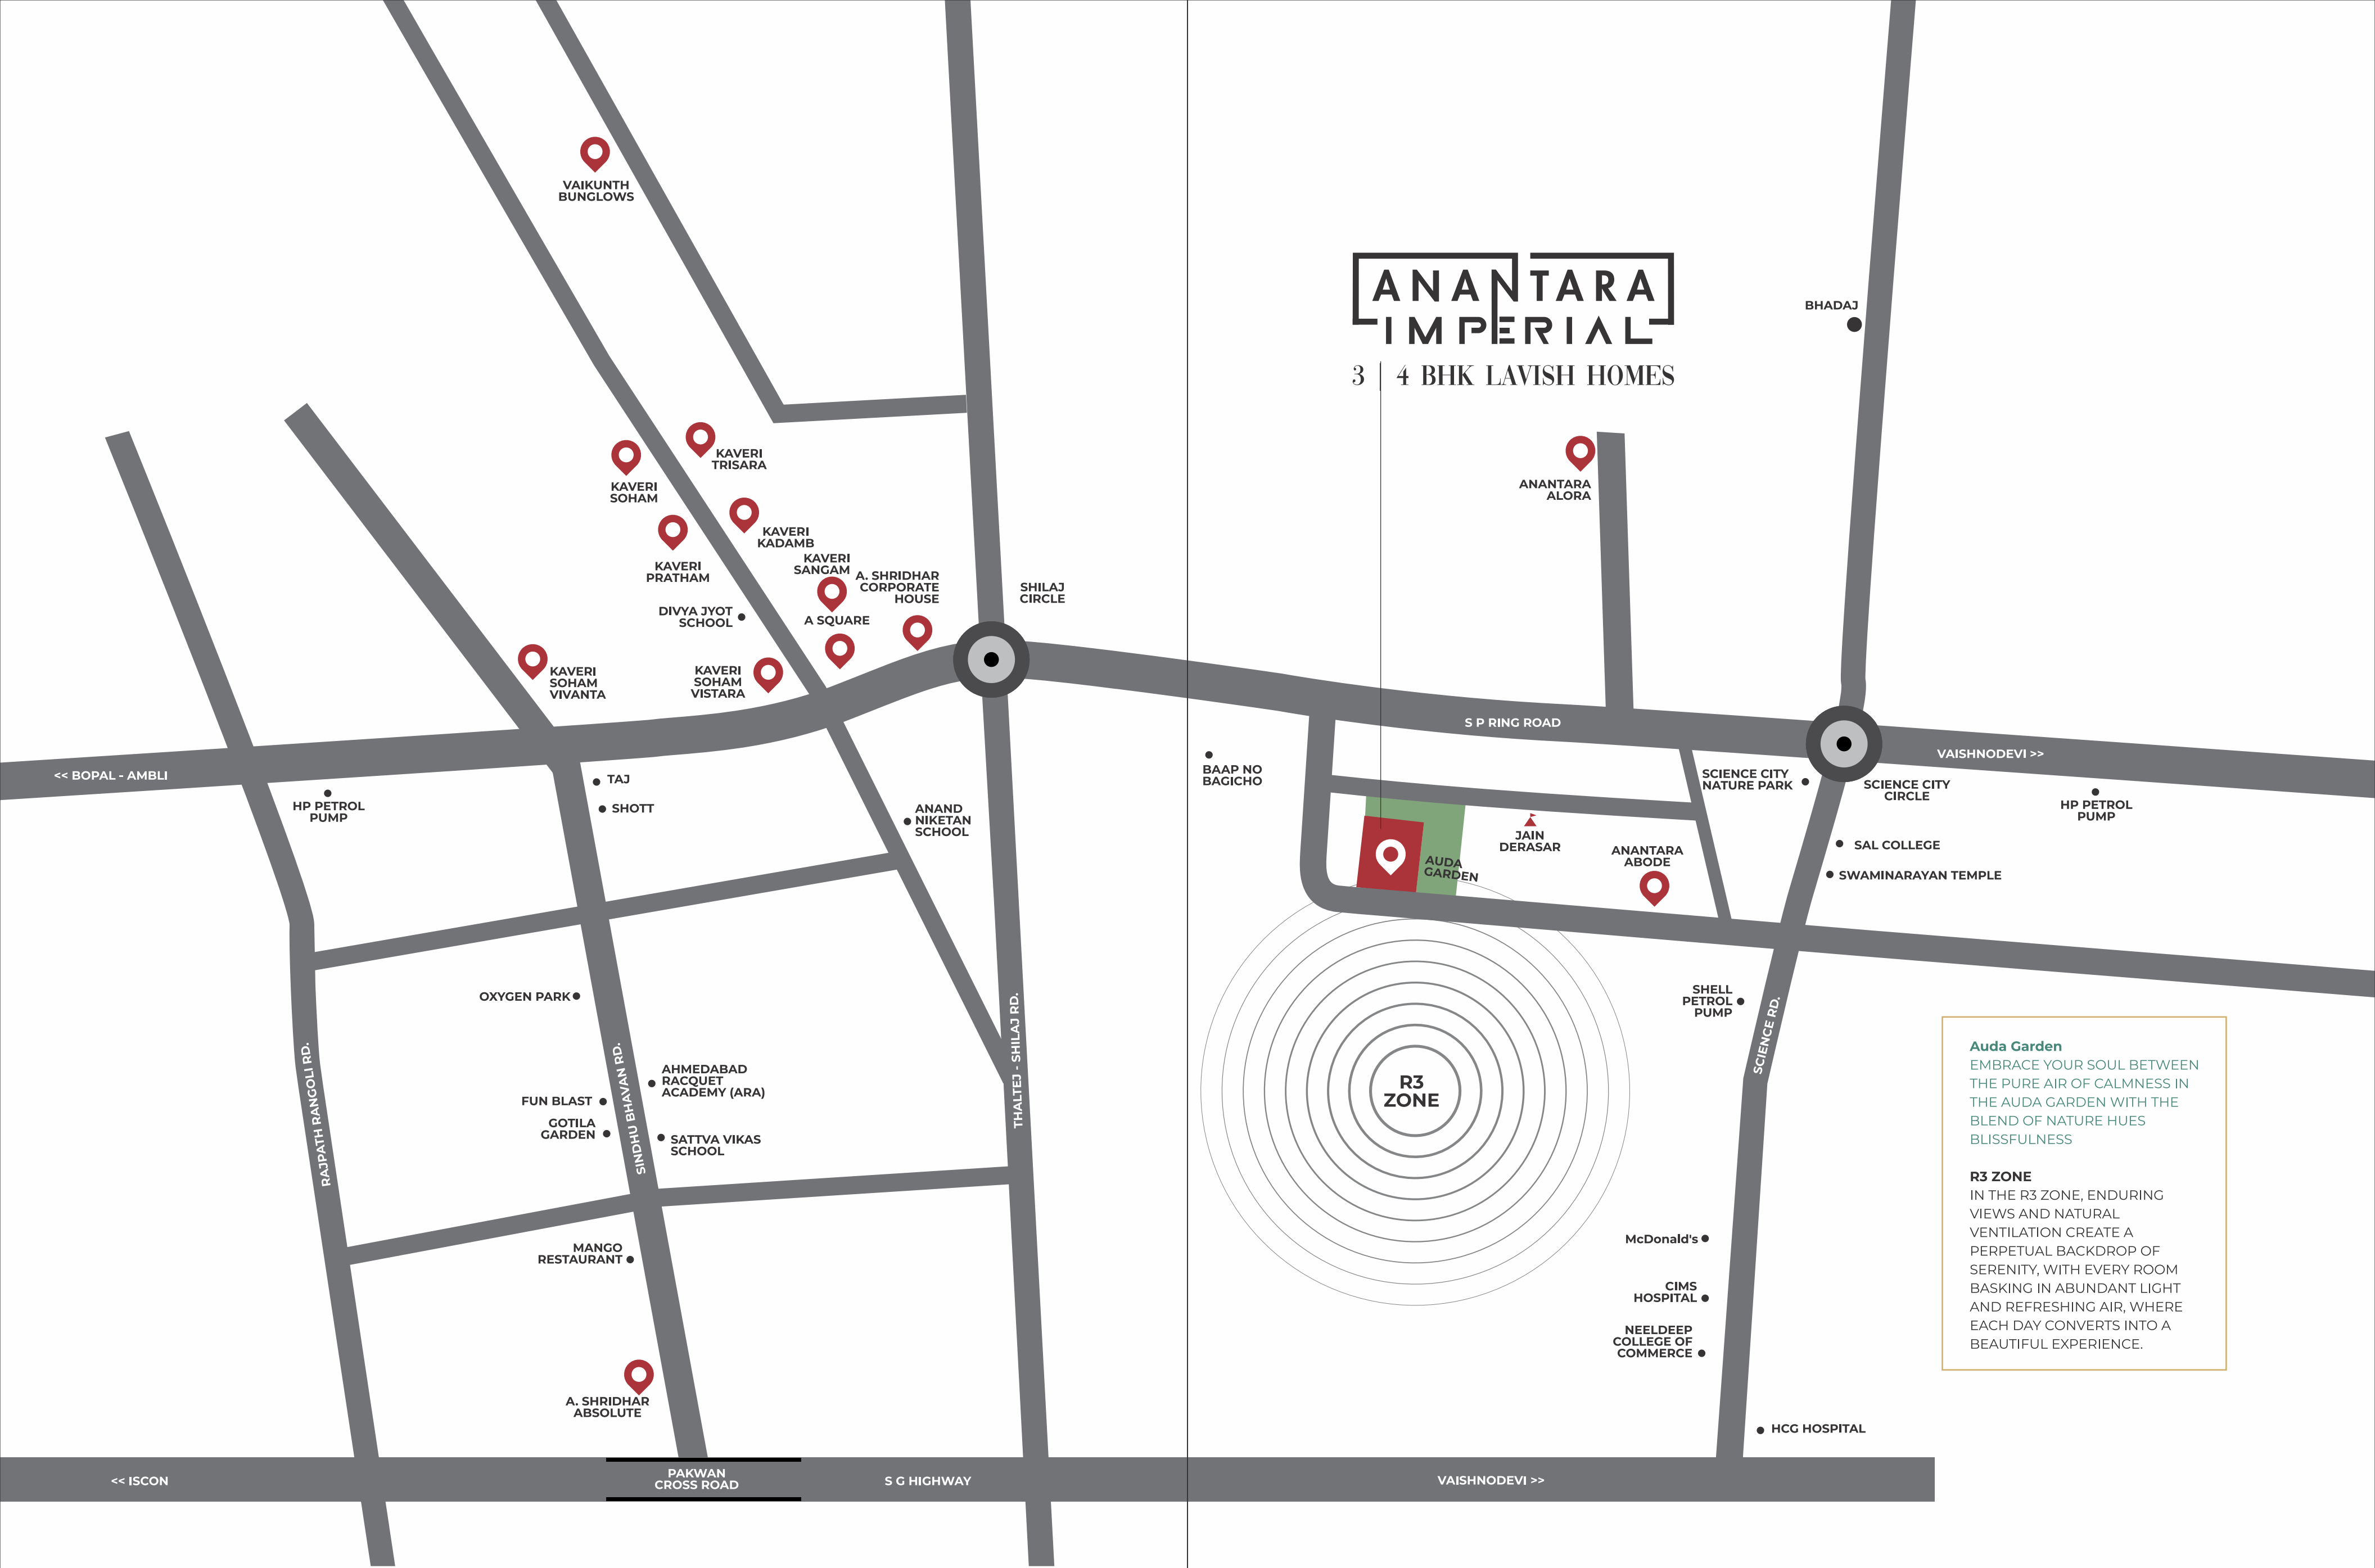 VAIKUNTH
BUNGLOWS
ANANTARA
IMPERIAL
3 | 4 BHK LAVISH HOMES
BHADAJ
KAVERI
TRISARA
KAVERI
SOHAM
ANANTARA
ALORA
KAVERI
KADAMB
KAVERI
PRATHAM
KAVERI
SANGAM
A. SHRIDHAR
CORPORATE
HOUSE
SHILAJ
CIRCLE
DIVYA JYOT
SCHOOL
A SQUARE
KAVERI
SOHAM
VIVANTA
KAVERI
SOHAM
VISTARA
S P RING ROAD
VAISHNODEVI >>
<< BOPAL - AMBLI
TAJ
HP PETROL
PUMP
SHOTT
ANAND
NIKETAN
SCHOOL
BAAP NO
BAGICHO
SCIENCE CITY
NATURE PARK
SCIENCE CITY
CIRCLE
HP PETROL
PUMP
JAIN
DERASAR
AUDA
GARDEN
ANANTARA
ABODE
SAL COLLEGE
SWAMINARAYAN TEMPLE
OXYGEN PARK
SHELL
PETROL
PUMP
SCIENCE RD.
RAJPATH RANGOLI RD.
SINDHU BHAVAN RD.
THALTEJ - SHILAJ RD.
AHMEDABAD
RACQUET
ACADEMY (ARA)
FUN BLAST
GOTILA
GARDEN
SATTVA VIKAS
SCHOOL
R3
ZONE
Auda Garden
EMBRACE YOUR SOUL BETWEEN
THE PURE AIR OF CALMNESS IN
THE AUDA GARDEN WITH THE
BLEND OF NATURE HUES
BLISSFULNESS
R3 ZONE
IN THE R3 ZONE, ENDURING
VIEWS AND NATURAL
VENTILATION CREATE A
PERPETUAL BACKDROP OF
SERENITY, WITH EVERY ROOM
BASKING IN ABUNDANT LIGHT
AND REFRESHING AIR, WHERE
EACH DAY CONVERTS INTO A
BEAUTIFUL EXPERIENCE.
MANGO
RESTAURANT
McDonald's
CIMS
HOSPITAL
NEELDEEP
COLLEGE OF
COMMERCE
A. SHRIDHAR
ABSOLUTE
HCG HOSPITAL
<< ISCON
PAKWAN
CROSS ROAD
S G HIGHWAY
VAISHNODEVI >>